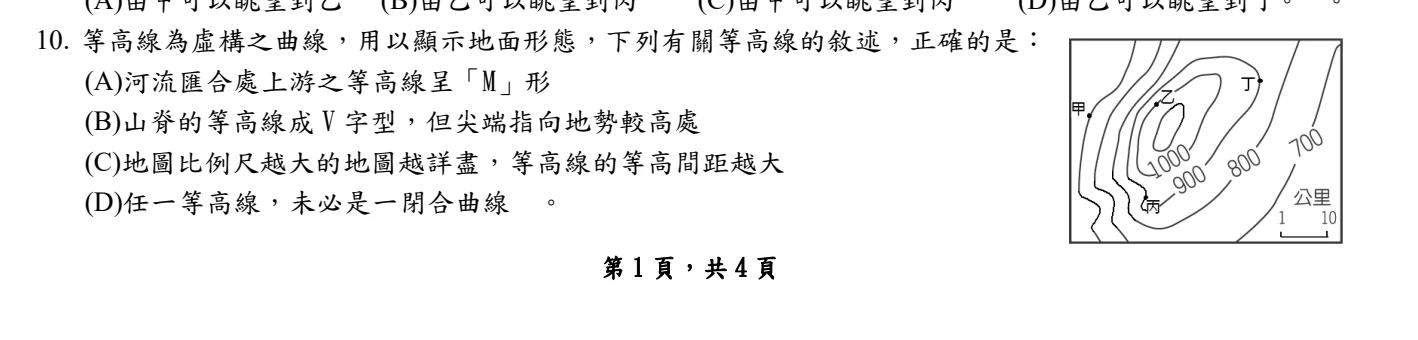 (A)由甲可以眺望到乙 (B)由乙可以眺望到丙 (C)由甲可以眺望到丙 (D)由乙可以眺望到丁。 。
10. 等高線為虛構之曲線，用以顯示地面形態，下列有關等高線的敘述，正確的是：
(A)河流匯合處上游之等高線呈「M」形
(B)山脊的等高線成 V 字型，但尖端指向地勢較高處
(C)地圖比例尺越大的地圖越詳盡，等高線的等高間距越大
(D)任一等高線，未必是一閉合曲線 。
甲
乙
丁
丙
1000
900
800
700
公里
1 10
第 1 頁，共 4 頁